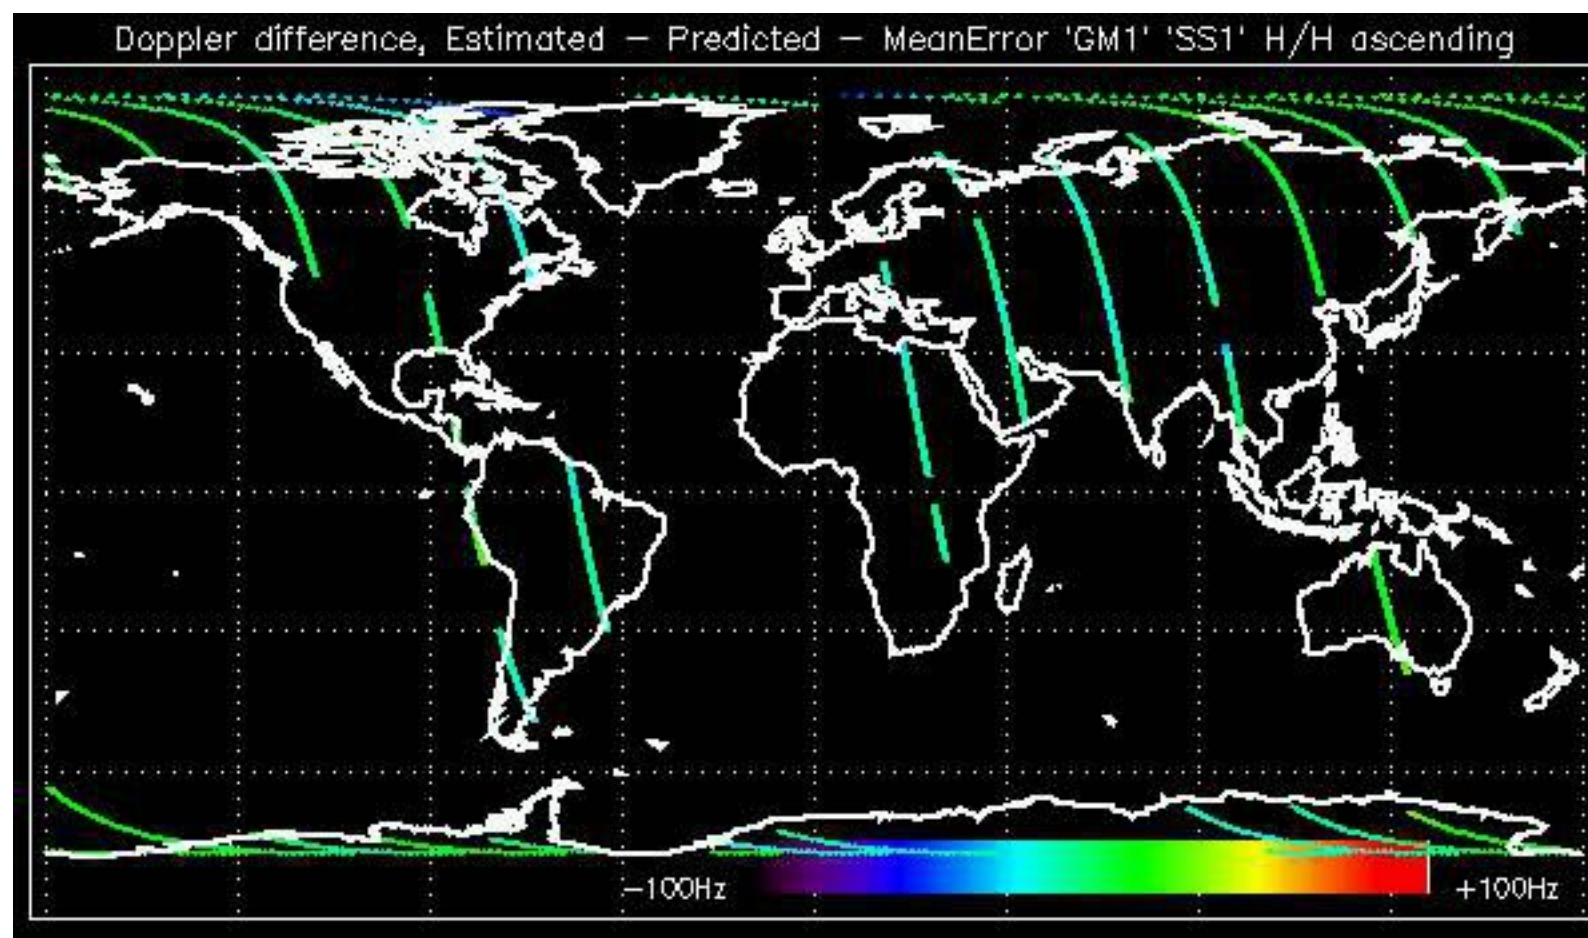 Doppler difference, Estimated − Predicted − MeanError 'GM1' 'SS1' H/H ascending
−100Hz +100Hz